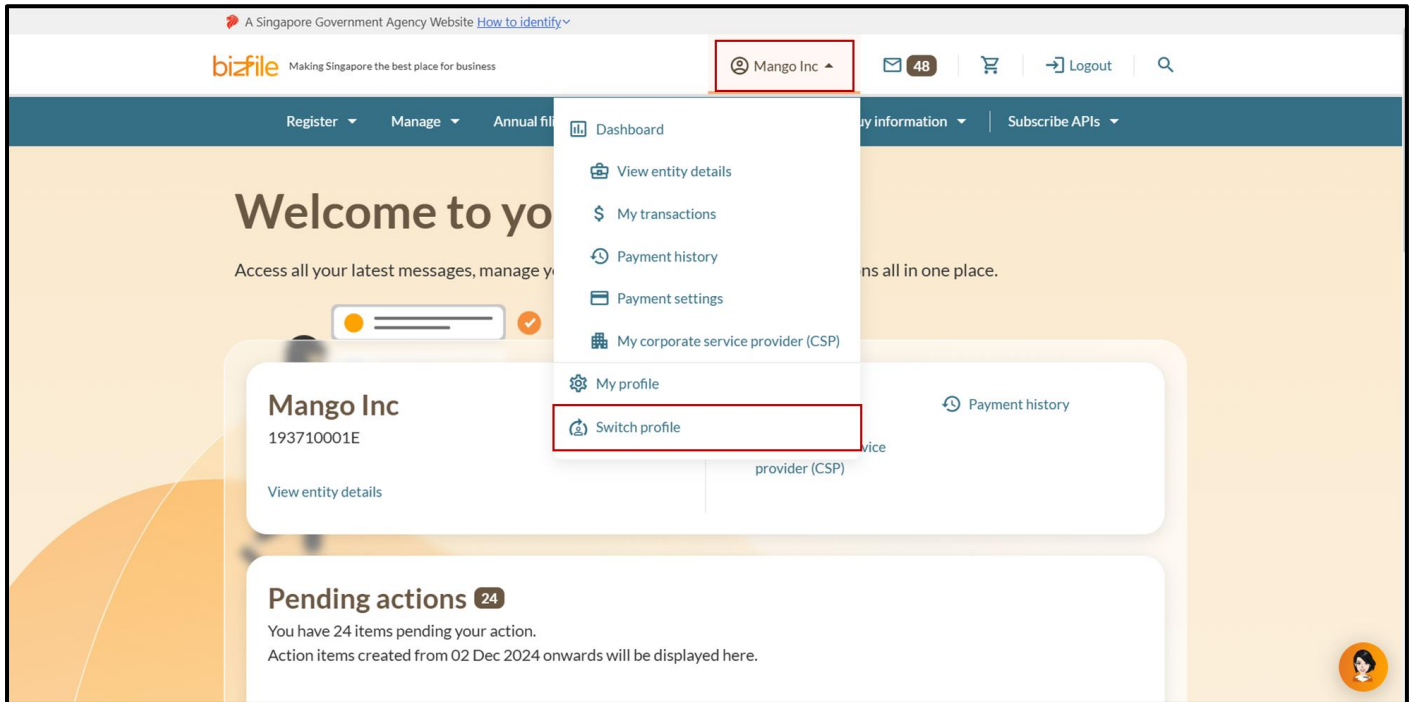 A Singapore Government Agency Website How to identify
bizfile Making Singapore the best place for business
Mango Inc
48
Logout
Register
Manage
Annual fil
y information
Subscribe APIs
Dashboard
View entity details
My transactions
Payment history
Payment settings
My corporate service provider (CSP)
My profile
Switch profile
Welcome to yo
Access all your latest messages, manage y
ns all in one place.
Mango Inc
193710001E
View entity details
Payment history
vice
provider (CSP)
Pending actions 24
You have 24 items pending your action.
Action items created from 02 Dec 2024 onwards will be displayed here.